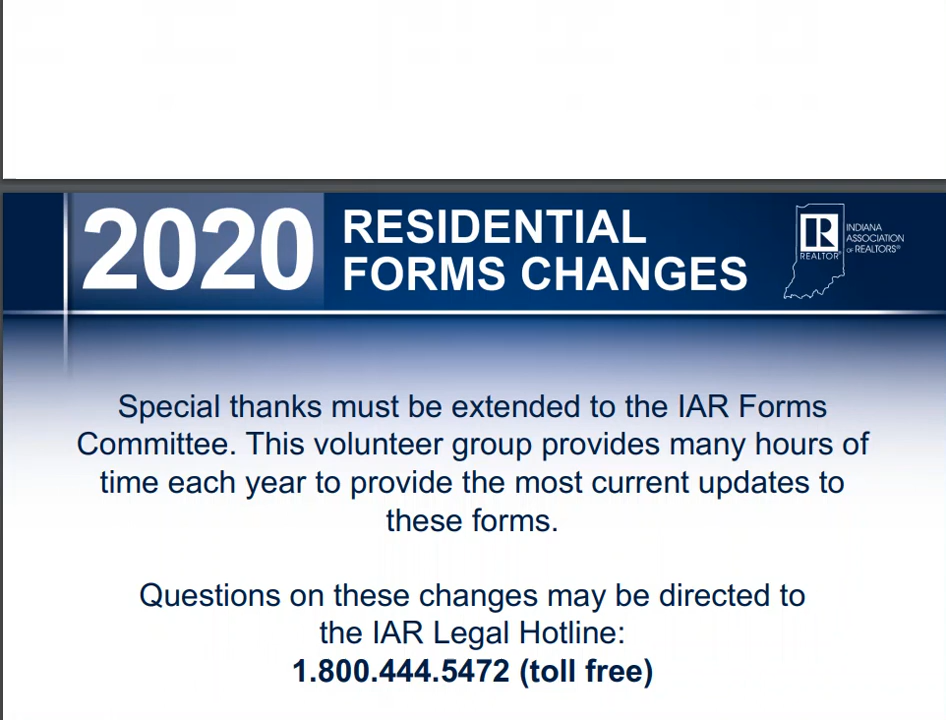 2020
RESIDENTIAL
FORMS CHANGES
R
REALTOR®
INDIANA
ASSOCIATION
OF REALTORS®
Special thanks must be extended to the IAR Forms
Committee. This volunteer group provides many hours of
time each year to provide the most current updates to
these forms.
Questions on these changes may be directed to
the IAR Legal Hotline:
1.800.444.5472 (toll free)